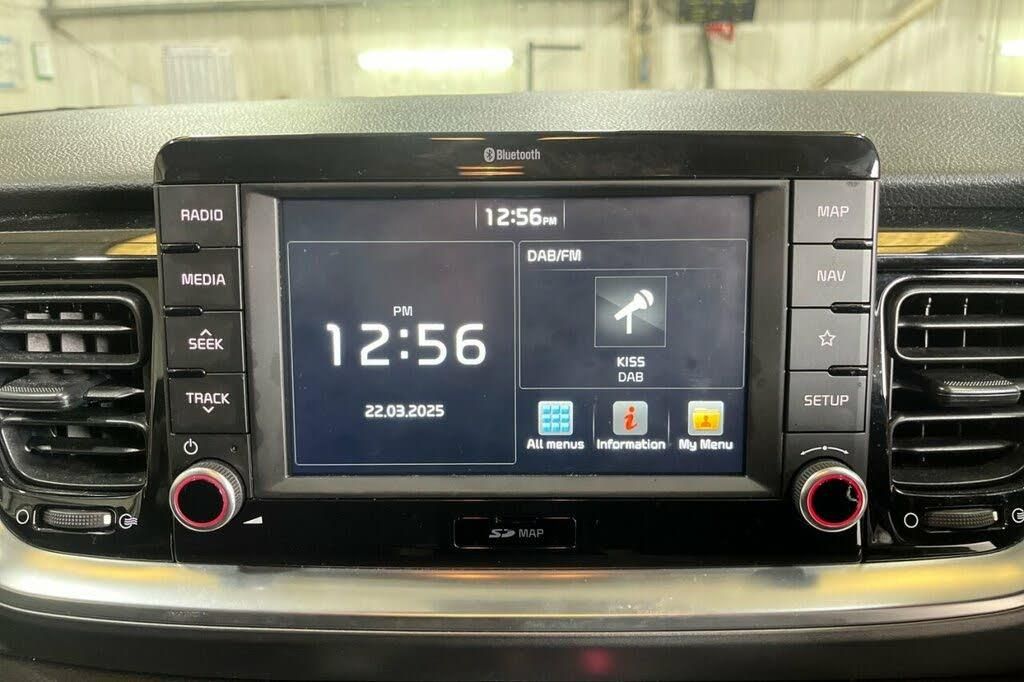 Bluetooth
RADIO
MEDIA
SEEK
TRACK
12:56PM
PM
12:56
22.03.2025
DAB/FM
KISS
DAB
All menus
Information
My Menu
MAP
NAV
SETUP
SD MAP